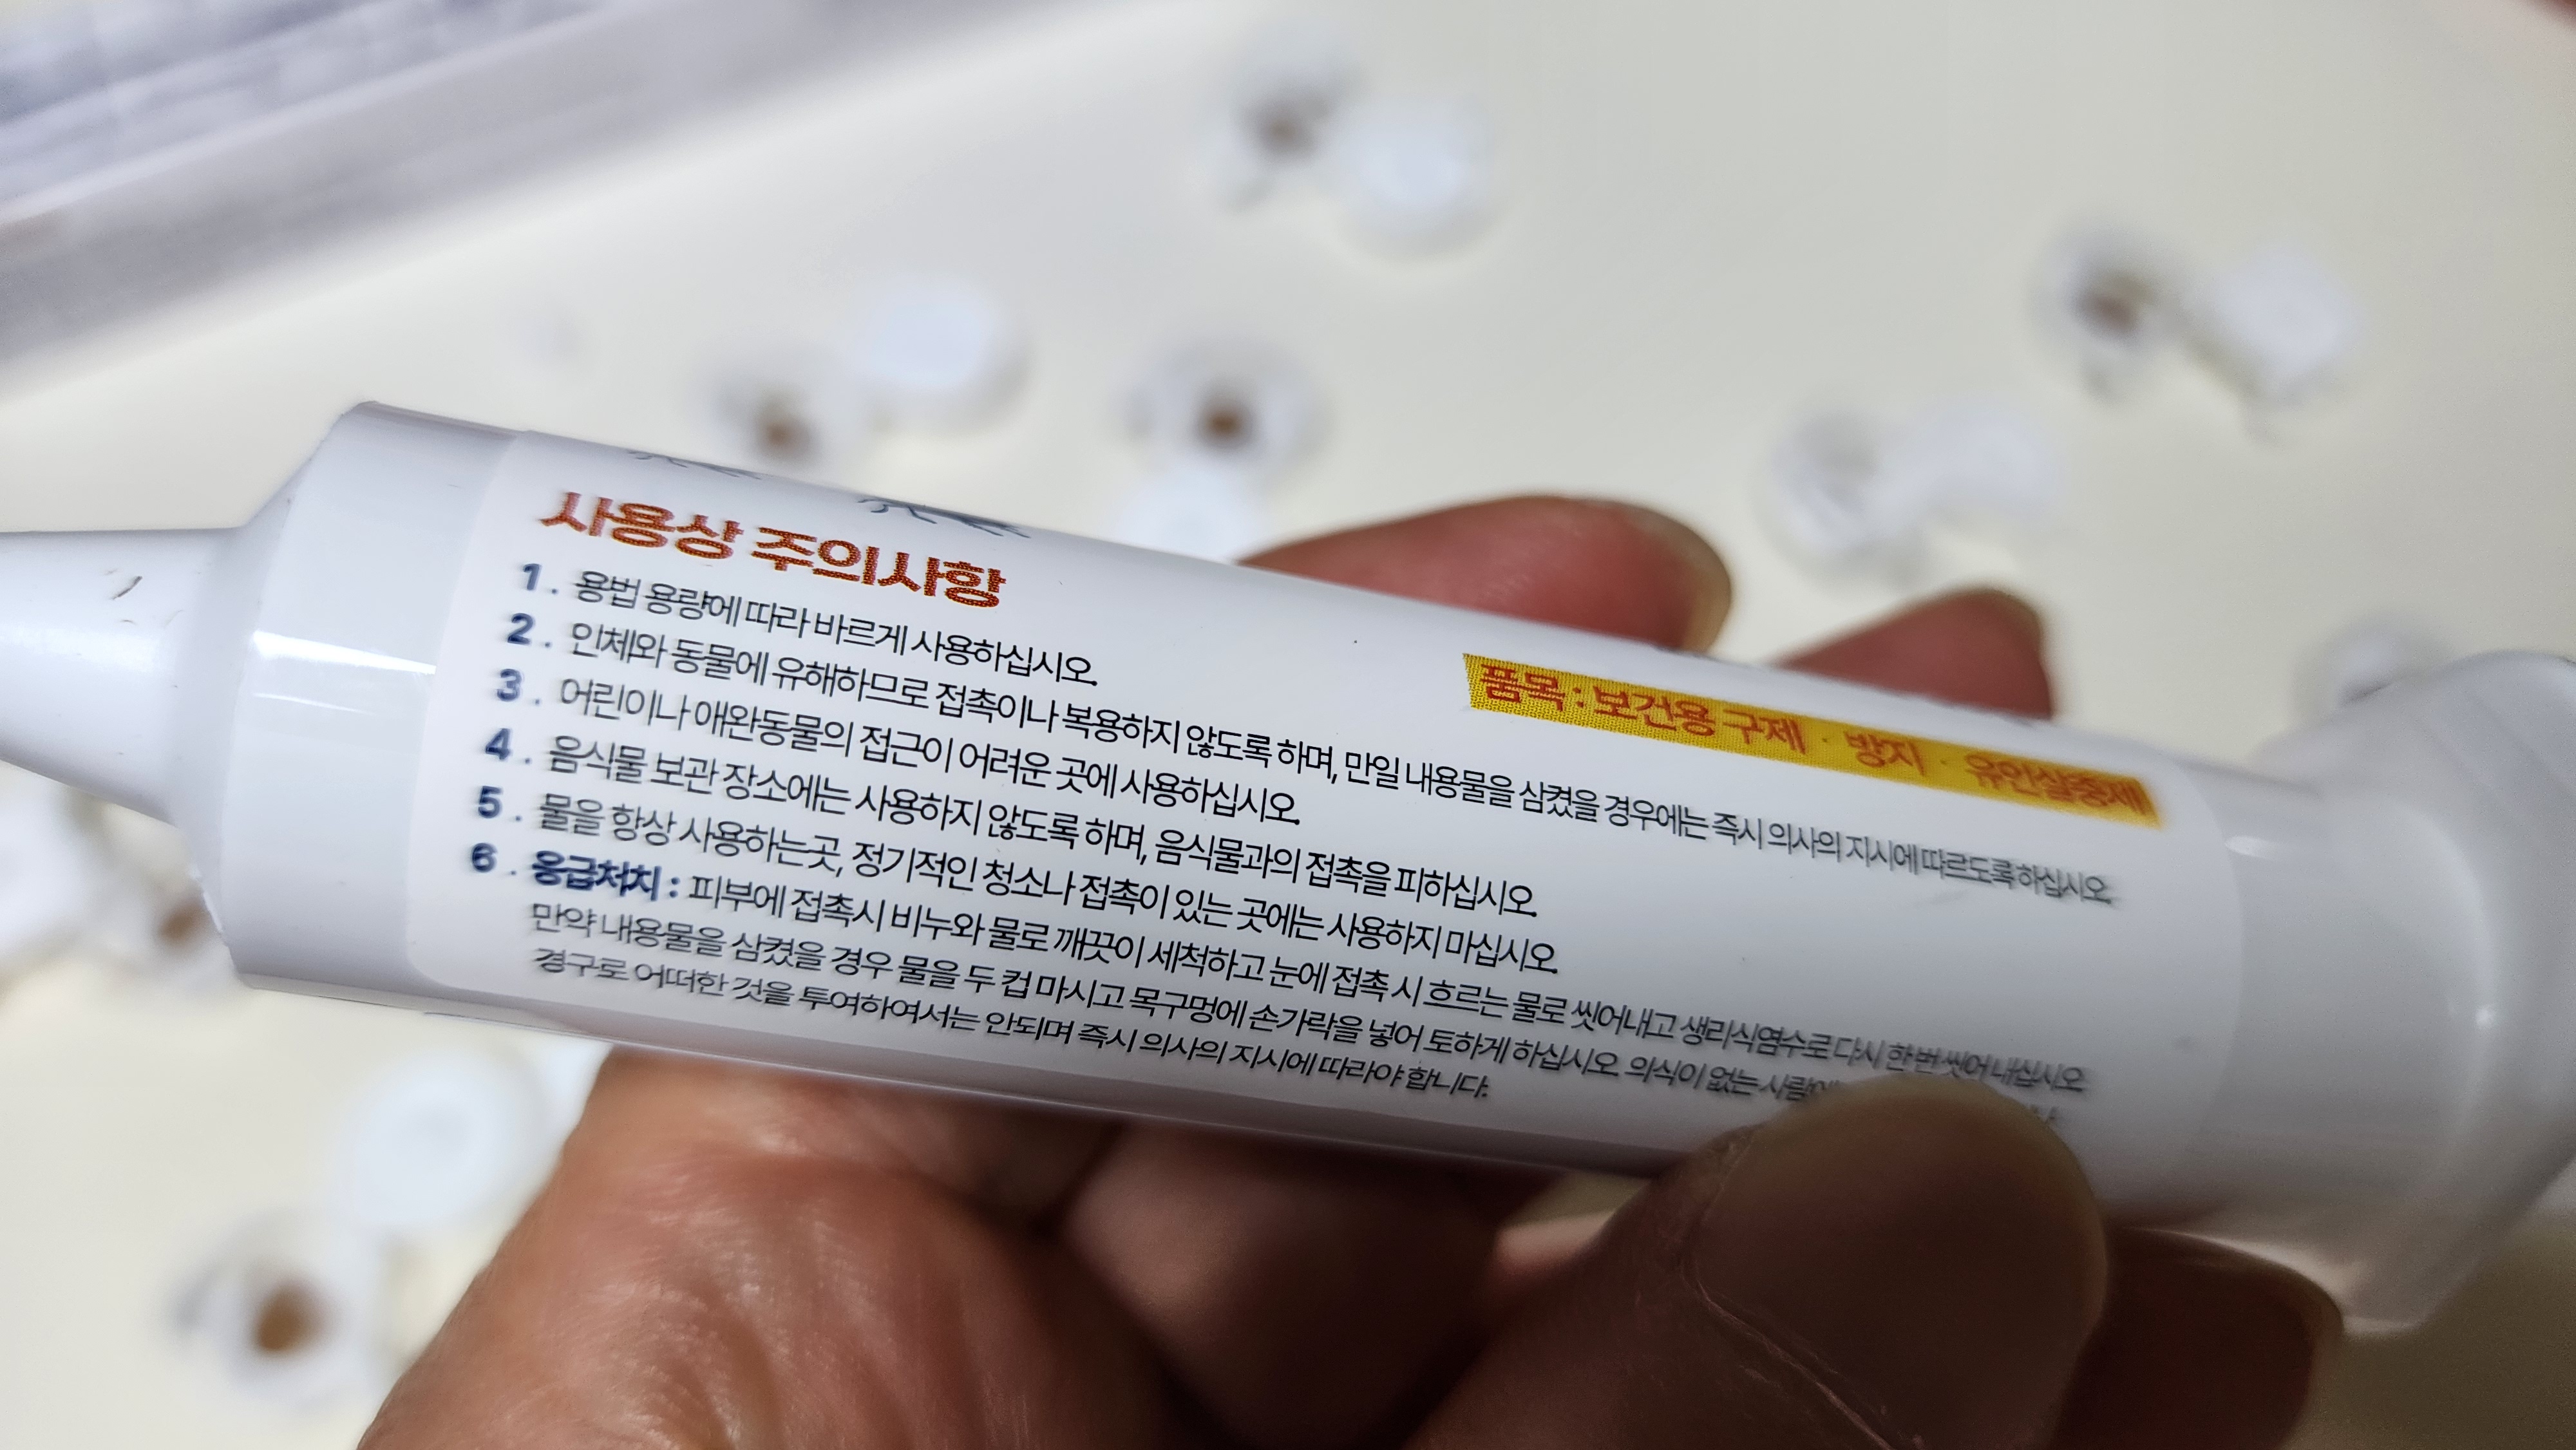 사용상 주의사항
1. 용법 용량에 따라 바르게 사용하십시오.
2. 인체와 동물에 유해하므로 접촉이나 복용하지 않도록 하며, 만일 내용물을 삼켰을 경우에는 즉시 의사의 지시에 따르도록 하십시오.
3. 어린이나 애완동물의 접근이 어려운 곳에 사용하십시오.
4. 음식물 보관 장소에는 사용하지 않도록 하며, 음식물과의 접촉을 피하십시오.
5. 물을 항상 사용하는곳, 정기적인 청소나 접촉이 있는 곳에는 사용하지 마십시오.
6. 응급처치 : 피부에 접촉시 비누와 물로 깨끗이 세척하고 눈에 접촉 시 흐르는 물로 씻어내고 생리식염수로 다시 한번 씻어 내십시오
만약 내용물을 삼켰을 경우 물을 두 컵 마시고 목구멍에 손가락을 넣어 토하게 하십시오. 의식이 없는
경구로 어떠한 것을 투여하여서는 안되며 즉시 의사의 지시에 따라야 합니다.
품목 : 보건용 구제 · 방지 · 유인살충제